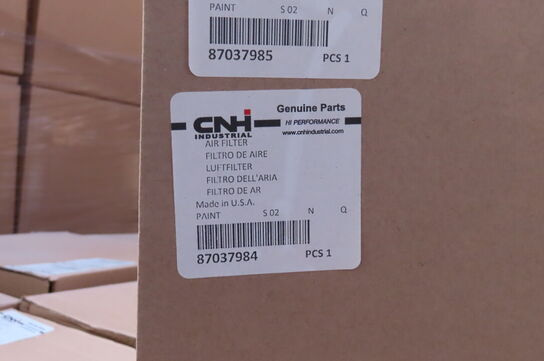 PAINT S 02 N Q
87037985 PCS 1
CNH Genuine Parts
INDUSTRIAL HI PERFORMANCE
www.cnhindustrial.com
AIR FILTER
FILTRO DE AIRE
LUFTFILTER
FILTRO DELL'ARIA
FILTRO DE AR
Made in U.S.A.
PAINT S 02 N Q
87037984 PCS 1